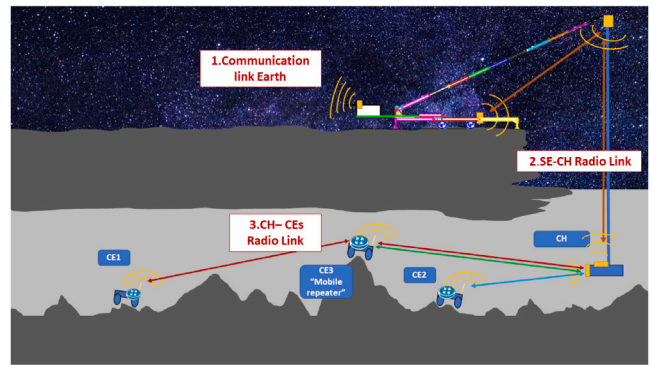 1.Communication
link Earth
2.SE-CH Radio Link
3.CH– CEs
Radio Link
CH
CE1
CE3
“Mobile
repeater”
CE2